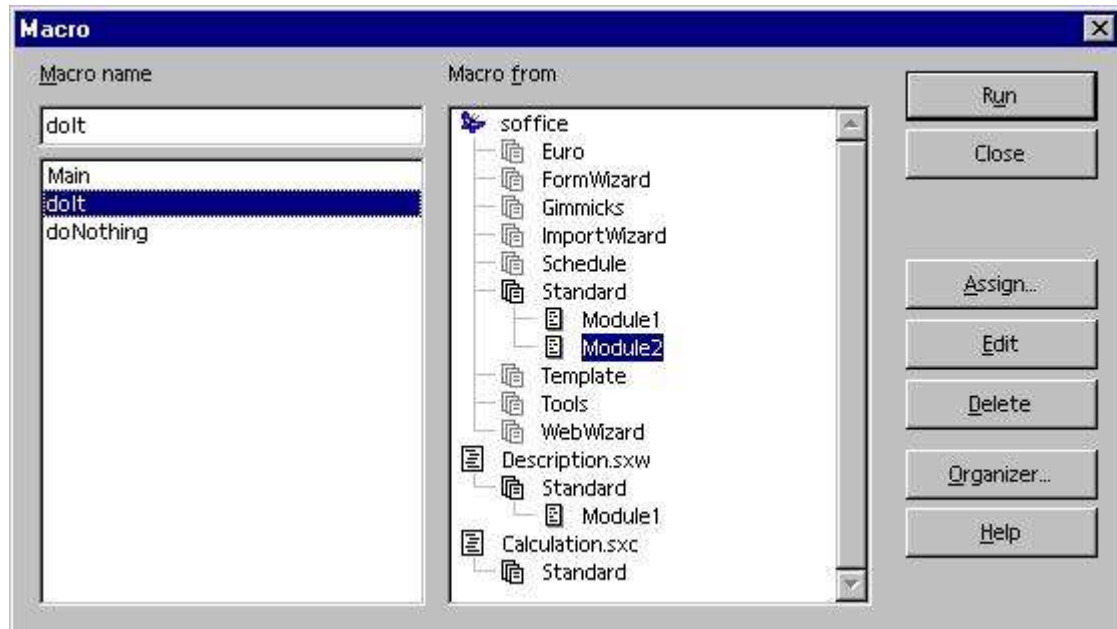 Macro
Macro name
doIt
Main
doIt
doNothing
Macro from
soffice
Euro
FormWizard
Gimmicks
ImportWizard
Schedule
Standard
Module1
Module2
Template
Tools
WebWizard
Description.sxw
Standard
Module1
Calculation.sxc
Standard
Run
Close
Assign...
Edit
Delete
Organizer...
Help